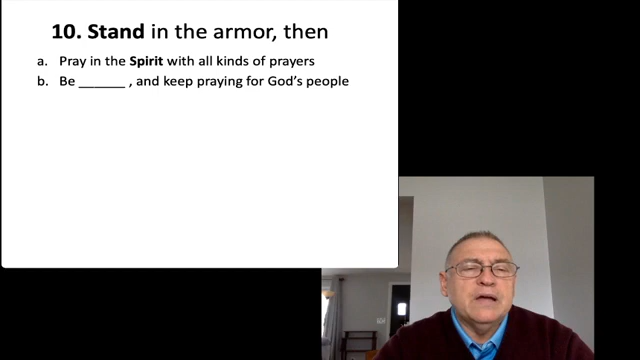 10. Stand in the armor, then
a. Pray in the Spirit with all kinds of prayers
b. Be _______ , and keep praying for God's people